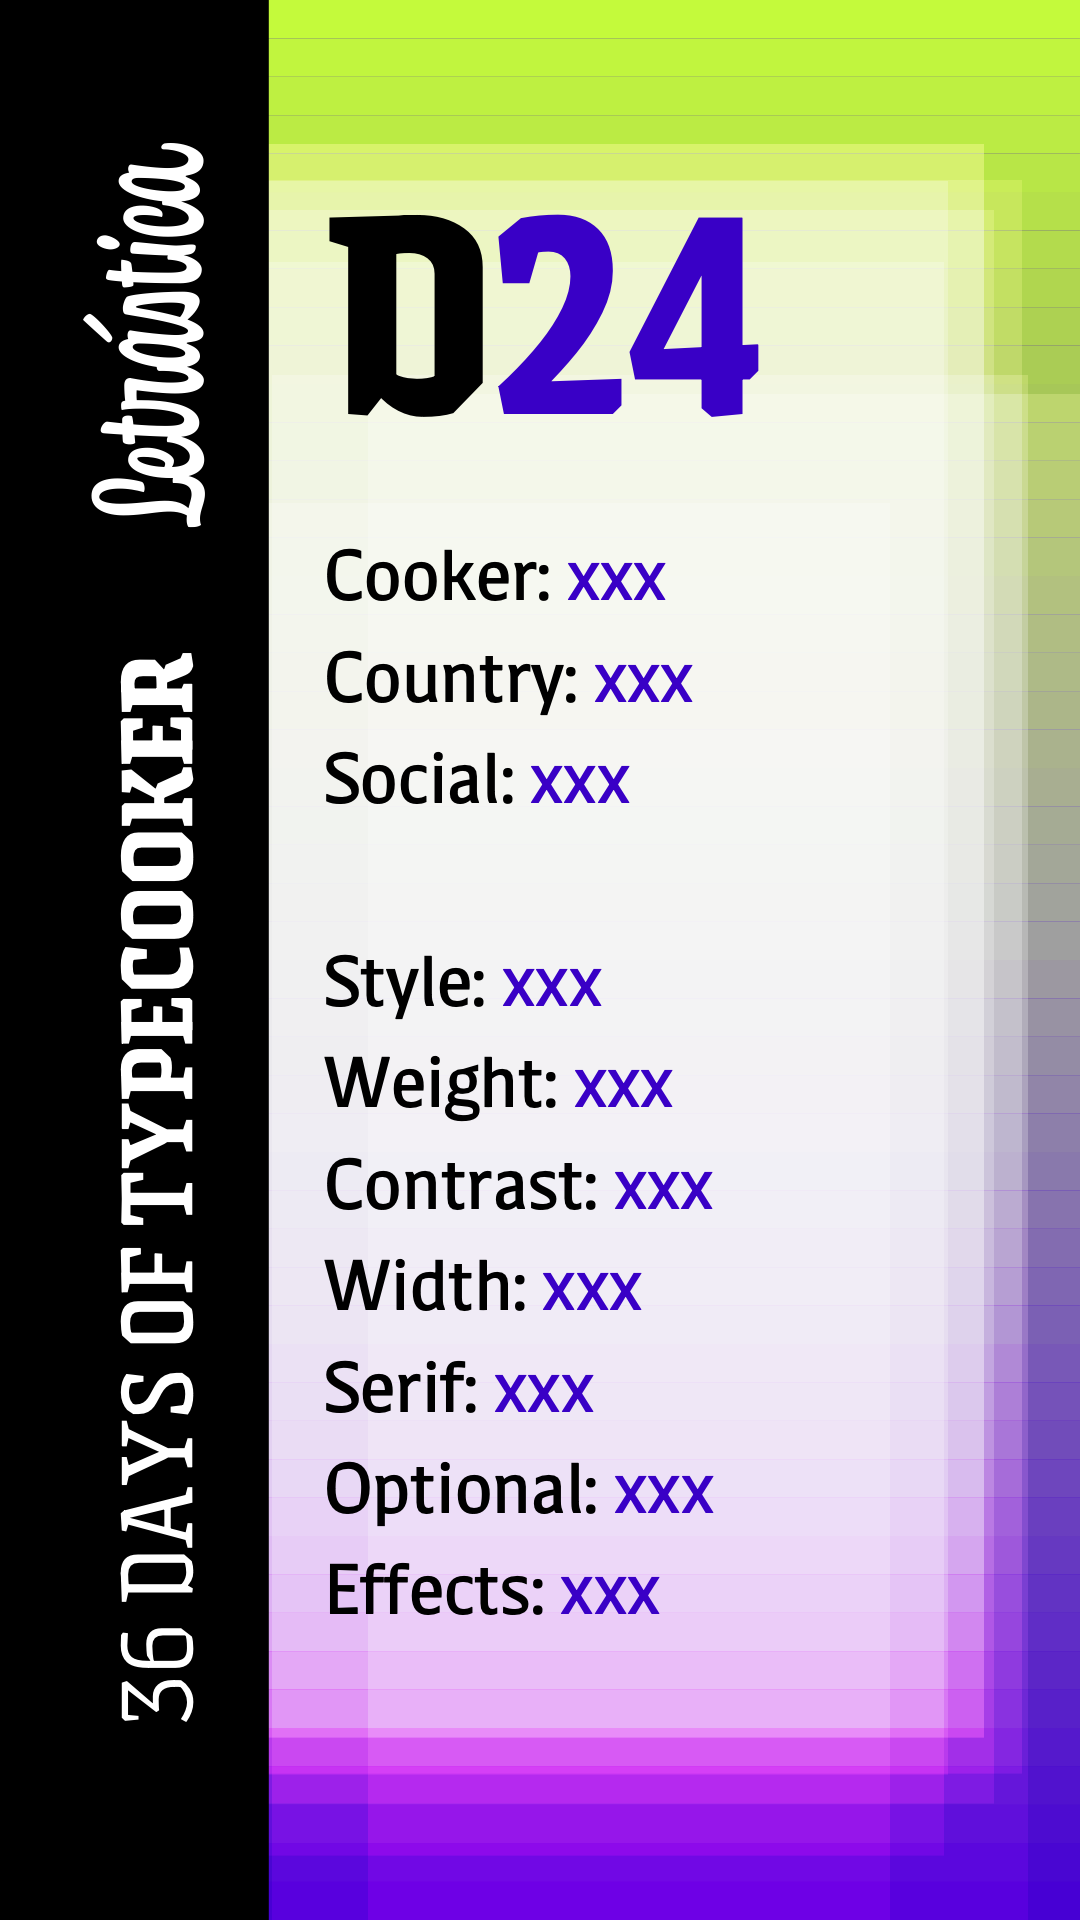 36 DAYS OF TYPECOOKER Letrástica
D24
Cooker: xxx
Country: xxx
Social: xxx
Style: xxx
Weight: xxx
Contrast: xxx
Width: xxx
Serif: xxx
Optional: xxx
Effects: xxx